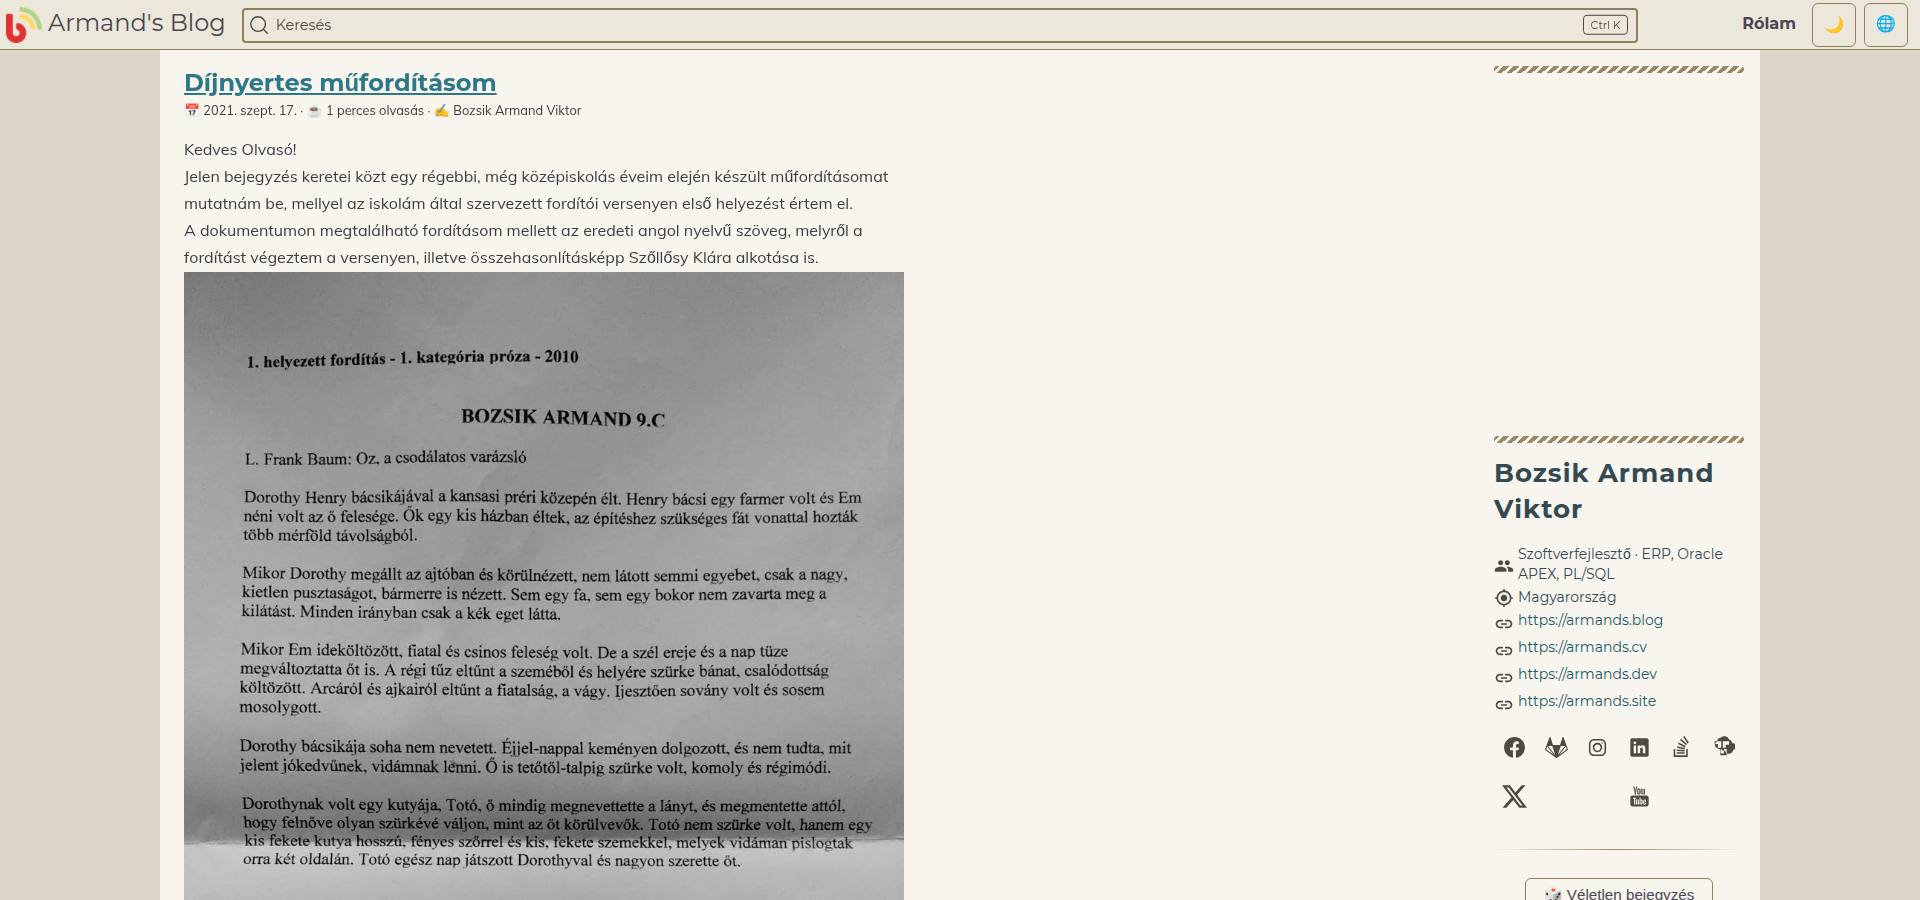 Armand's Blog
Keresés
Ctrl K
Rólam
Díjnyertes műfordításom
2021. szept. 17. · 1 perces olvasás · Bozsik Armand Viktor
Kedves Olvasó!
Jelen bejegyzés keretei közt egy régebbi, még középiskolás éveim elején készült műfordításomat
mutatnám be, mellyel az iskolám által szervezett fordítói versenyen első helyezést értem el.
A dokumentumon megtalálható fordításom mellett az eredeti angol nyelvű szöveg, melyről a
fordítást végeztem a versenyen, illetve összehasonlításképp Szőllősy Klára alkotása is.
1. helyezett fordítás - 1. kategória próza - 2010
BOZSIK ARMAND 9.C
L. Frank Baum: Oz, a csodálatos varázsló
Dorothy Henry bácsikájával a kansasi préri közepén élt. Henry bácsi egy farmer volt és Em
néni volt az ő felesége. Ők egy kis házban éltek, az építéshez szükséges fát vonattal hozták
több mérföld távolságból.
Mikor Dorothy megállt az ajtóban és körülnézett, nem látott semmi egyebet, csak a nagy,
kietlen pusztaságot, bármerre is nézett. Sem egy fa, sem egy bokor nem zavarta meg a
kilátást. Minden irányban csak a kék eget látta.
Mikor Em ideköltözött, fiatal és csinos feleség volt. De a szél ereje és a nap tüze
megváltoztatta őt is. A régi tűz eltűnt a szeméből és helyére szürke bánat, csalódottság
költözött. Arcáról és ajkairól eltűnt a fiatalság, a vágy. Ijesztően sovány volt és sosem
mosolygott.
Dorothy bácsikája soha nem nevetett. Éjjel-nappal keményen dolgozott, és nem tudta, mit
jelent jókedvűnek, vidámnak lenni. Ő is tetőtől-talpig szürke volt, komoly és régimódi.
Dorothynak volt egy kutyája, Totó, ő mindig megnevettette a lányt, és megmentette attól,
hogy felnőve olyan szürkévé váljon, mint az őt körülvevők. Totó nem szürke volt, hanem egy
kis fekete kutya hosszú, fényes szőrrel és kis, fekete szemekkel, melyek vidáman pislogtak
orra két oldalán. Totó egész nap játszott Dorothyval és nagyon szerette őt.
Bozsik Armand
Viktor
Szoftverfejlesztő · ERP, Oracle
APEX, PL/SQL
Magyarország
https://armands.blog
https://armands.cv
https://armands.dev
https://armands.site
You
Tube
Véletlen bejegyzés